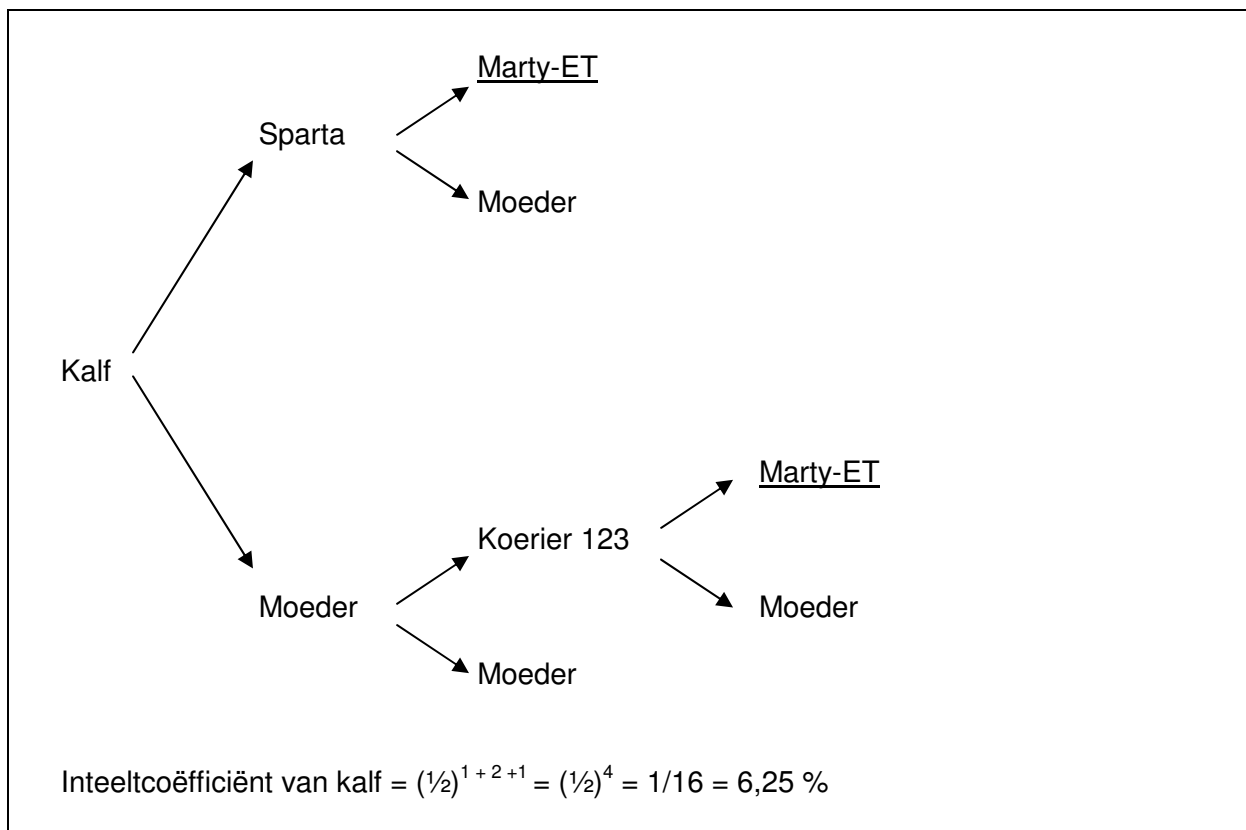 Marty-ET
Sparta
Moeder
Kalf
Marty-ET
Koerier 123
Moeder
Moeder
Moeder
Inteeltcoëfficiënt van kalf = (½)^1 + 2 +1 = (½)^4 = 1/16 = 6,25 %